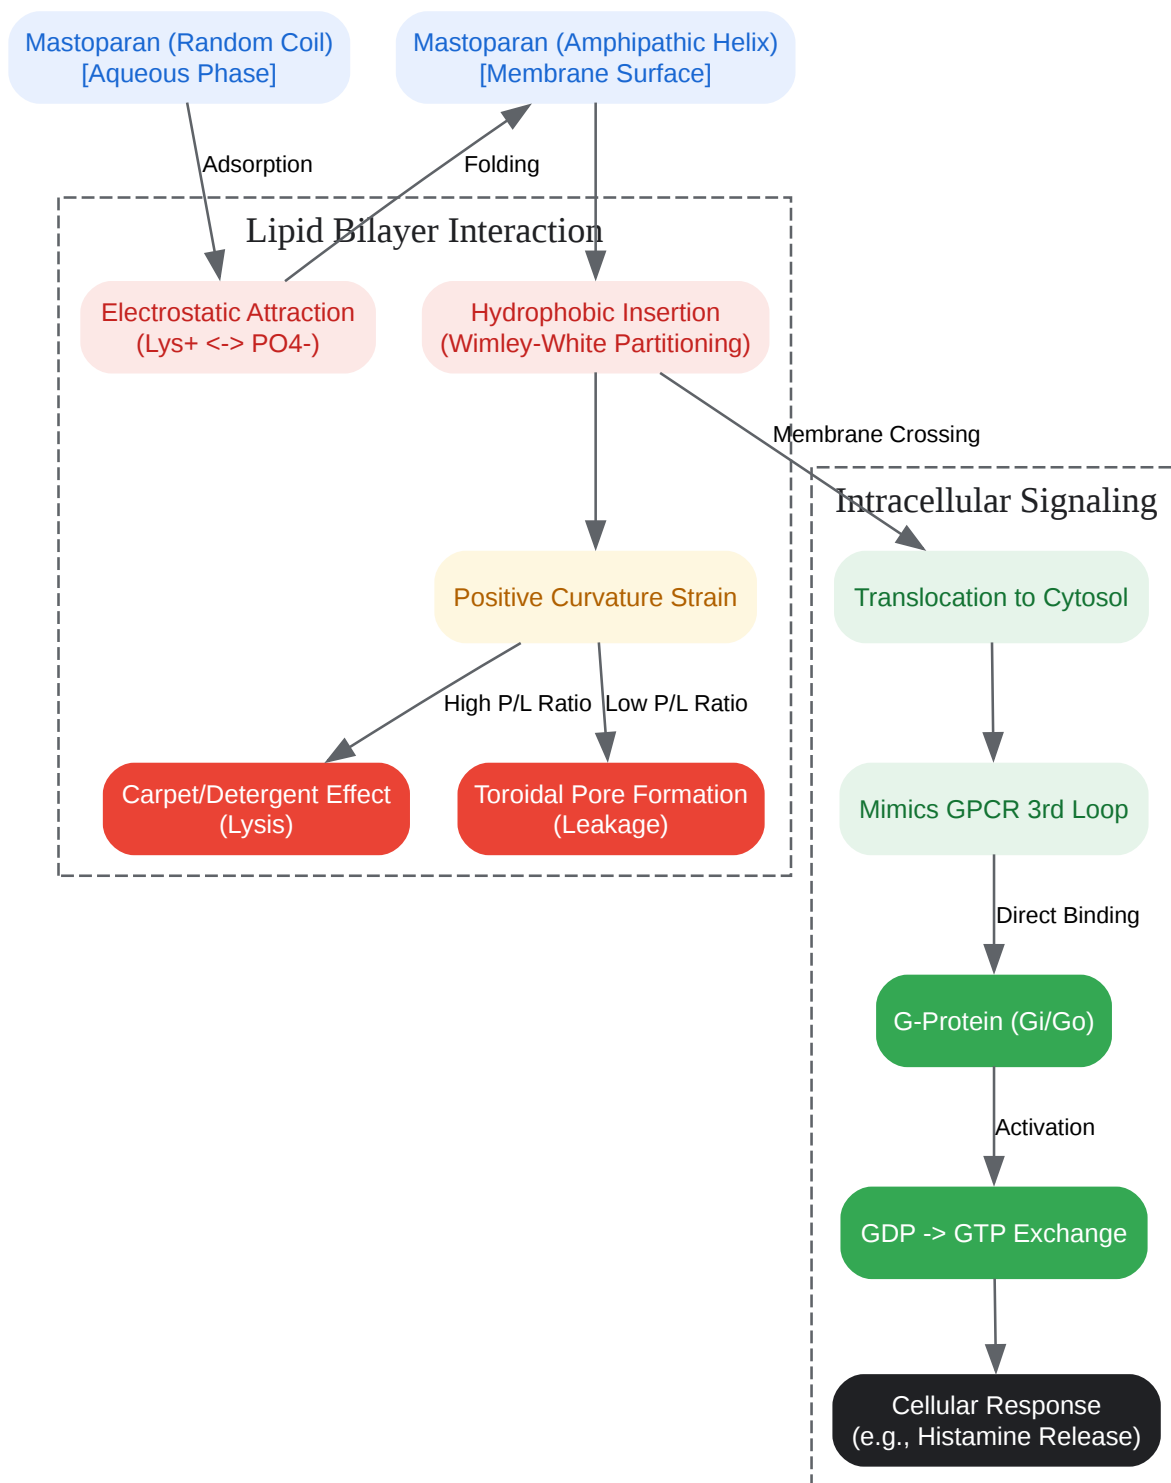 Mastoparan (Random Coil)
[Aqueous Phase]
Mastoparan (Amphipathic Helix)
[Membrane Surface]
Adsorption
Folding
Lipid Bilayer Interaction
Electrostatic Attraction
(Lys+ <-> PO4-)
Hydrophobic Insertion
(Wimley-White Partitioning)
Membrane Crossing
Intracellular Signaling
Positive Curvature Strain
Translocation to Cytosol
High P/L Ratio
Low P/L Ratio
Carpet/Detergent Effect
(Lysis)
Toroidal Pore Formation
(Leakage)
Mimics GPCR 3rd Loop
Direct Binding
G-Protein (Gi/Go)
Activation
GDP -> GTP Exchange
Cellular Response
(e.g., Histamine Release)